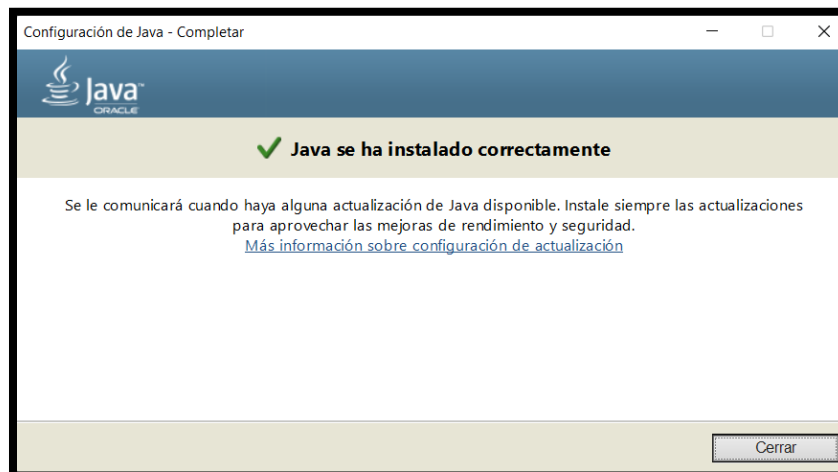 Configuración de Java - Completar
Java™
ORACLE
Java se ha instalado correctamente
Se le comunicará cuando haya alguna actualización de Java disponible. Instale siempre las actualizaciones
para aprovechar las mejoras de rendimiento y seguridad.
Más información sobre configuración de actualización
Cerrar